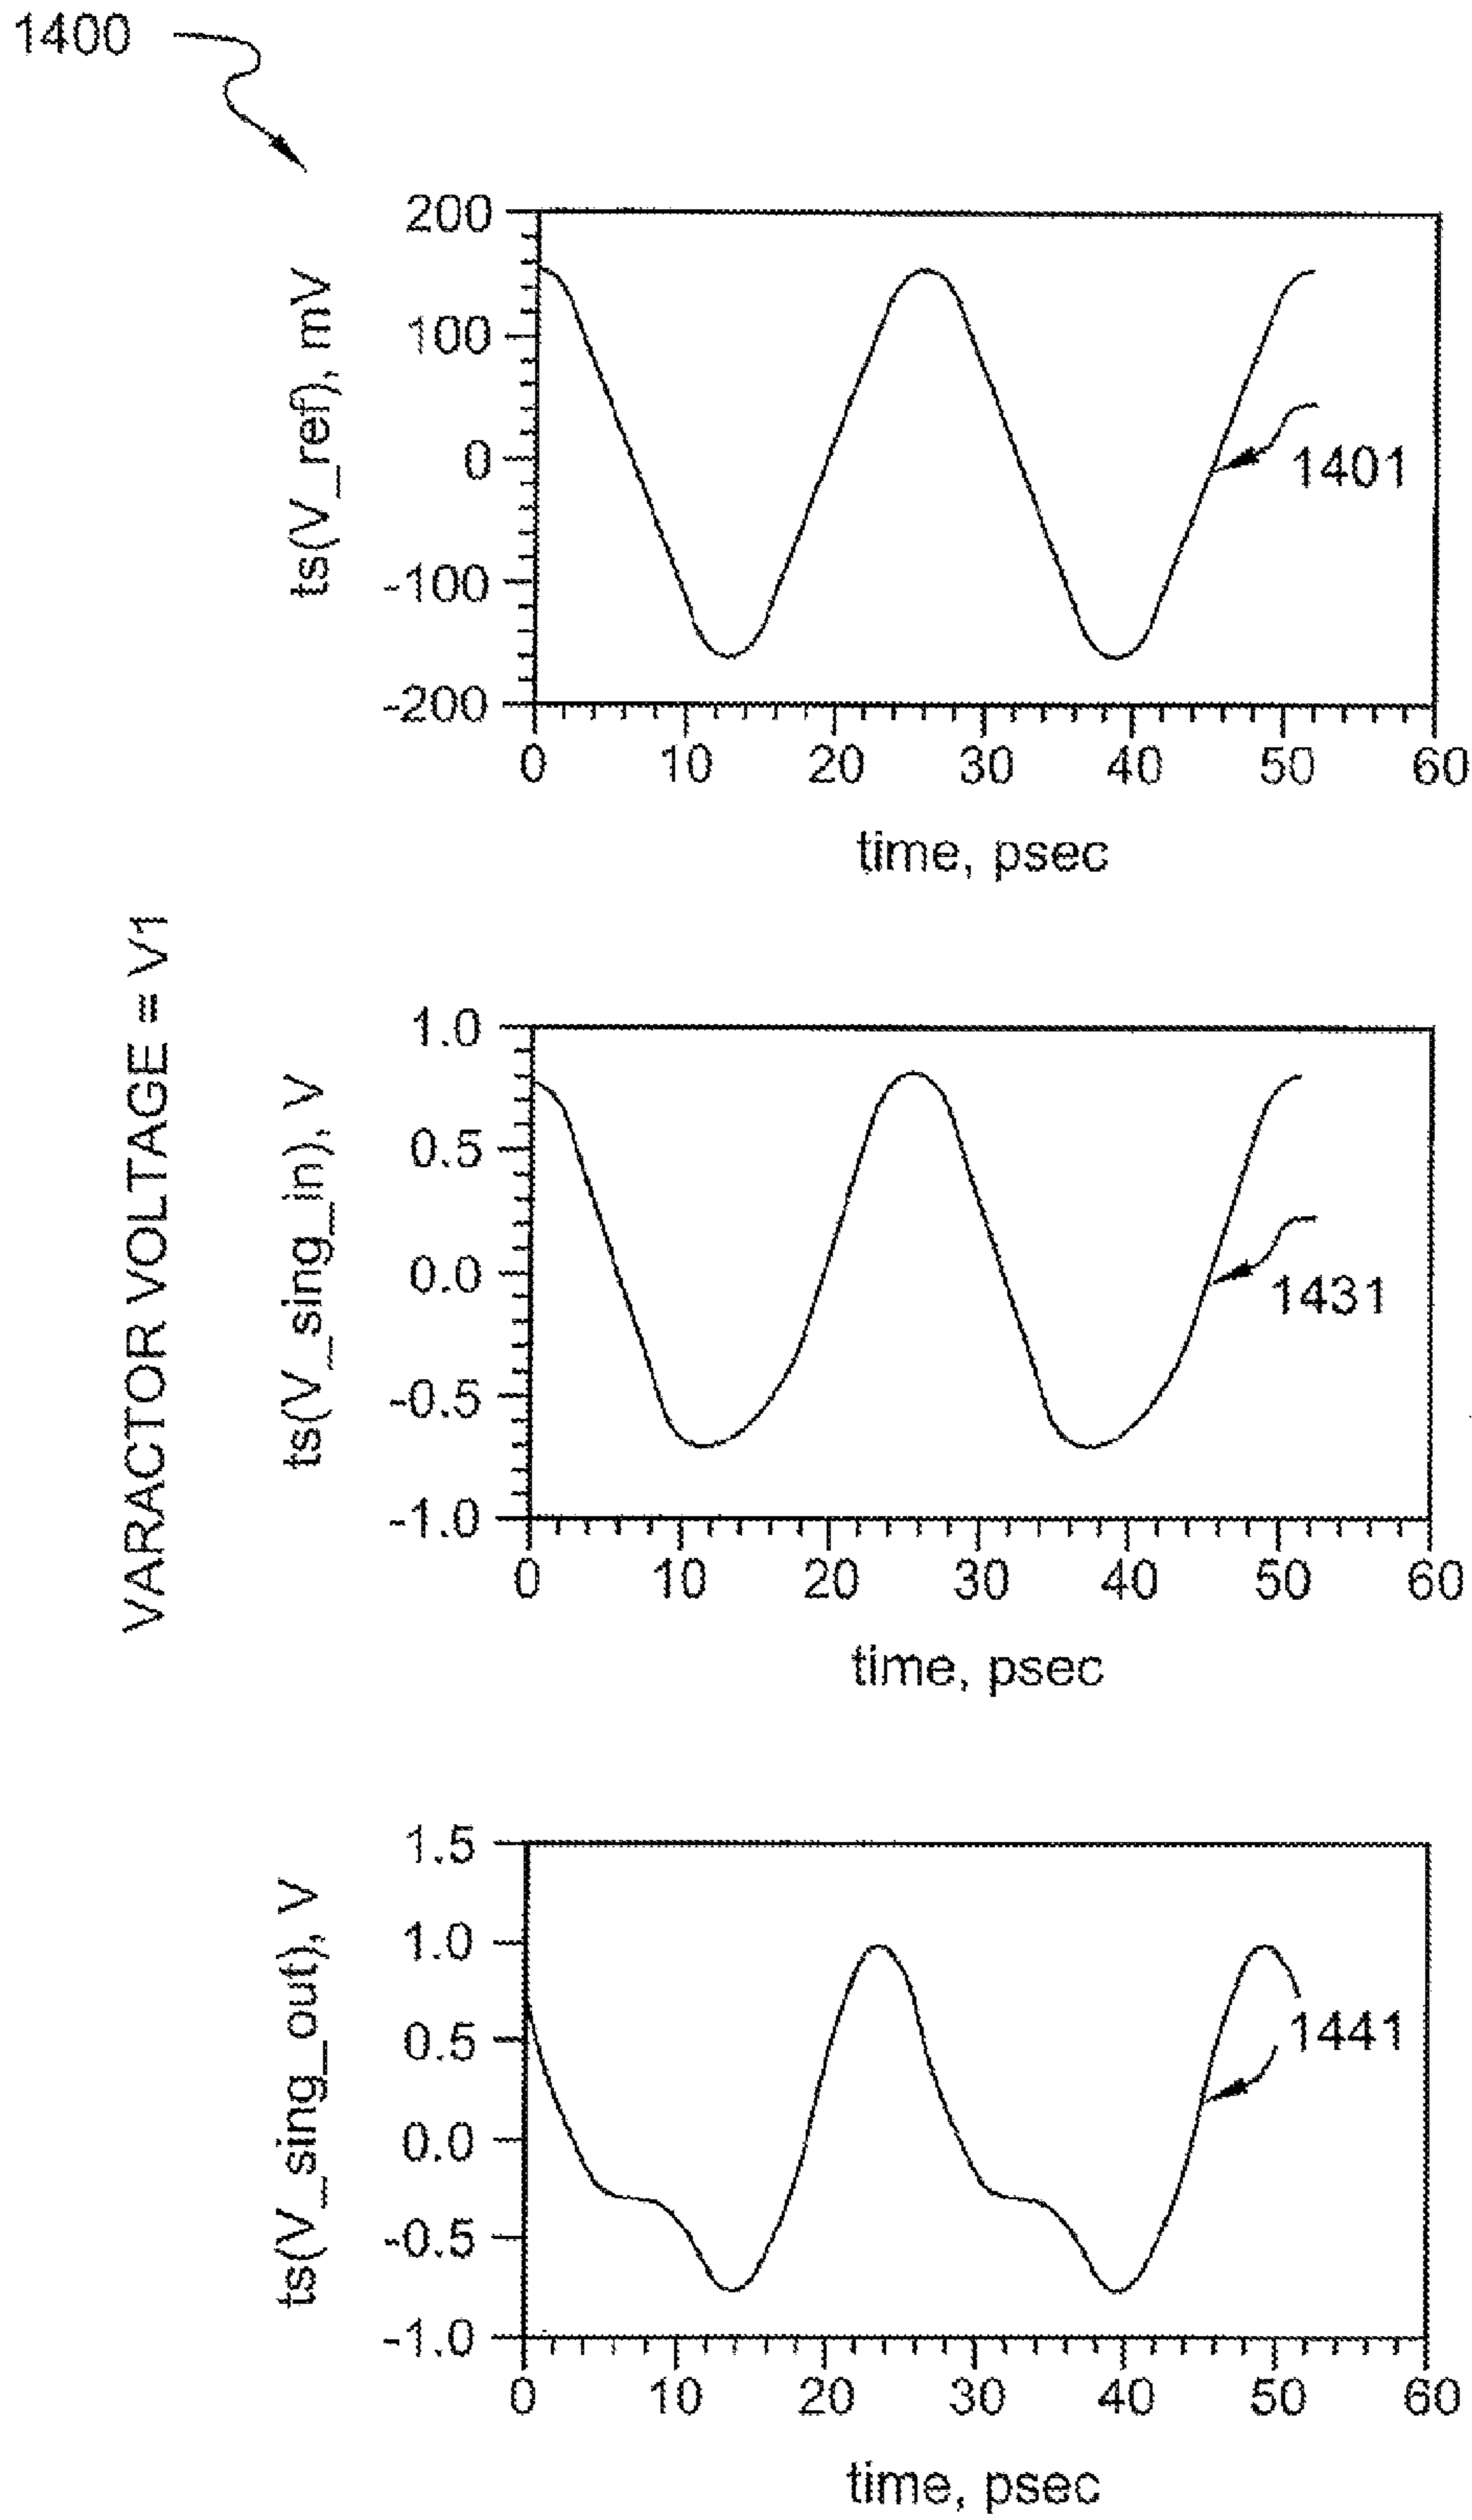 1400
VARACTOR VOLTAGE = V1
ts(V_ref), mV
200
100
0
-100
-200
1401
0 10 20 30 40 50 60
time, psec
ts(V_sing_in), V
1.0
0.5
0.0
-0.5
-1.0
1431
0 10 20 30 40 50 60
time, psec
ts(V_sing_out), V
1.5
1.0
0.5
0.0
-0.5
-1.0
1441
0 10 20 30 40 50 60
time, psec